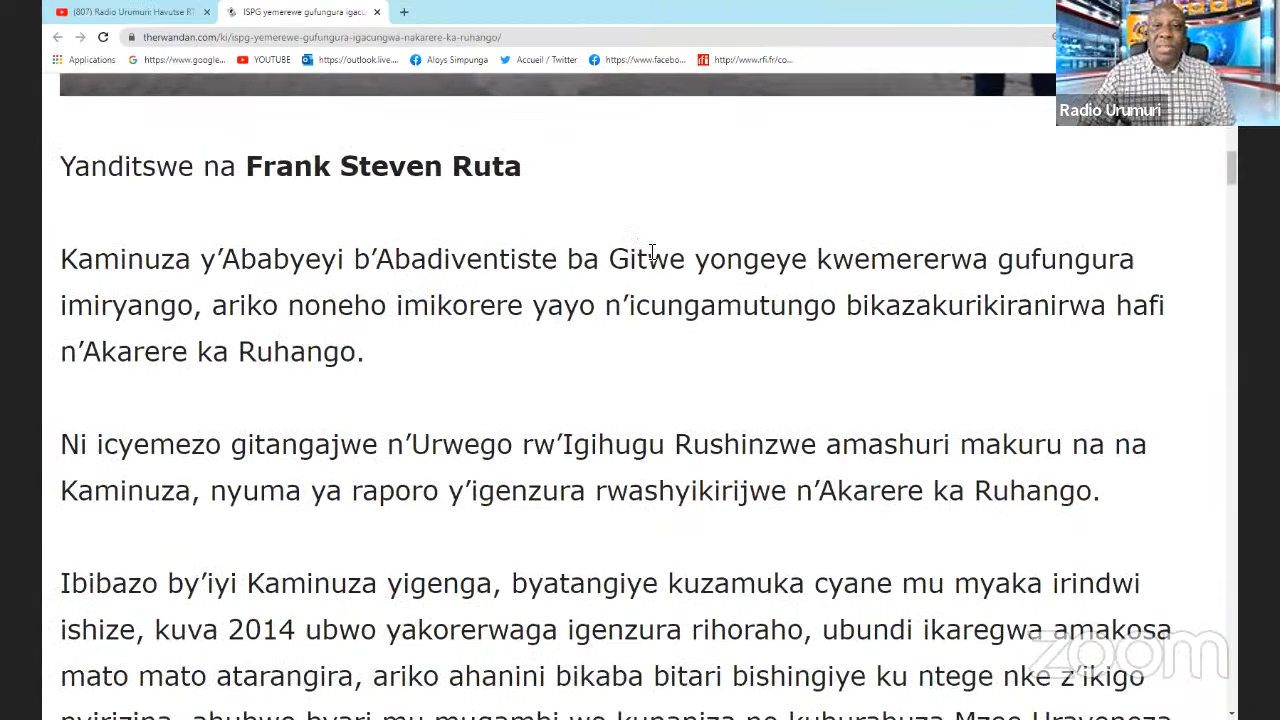 (807) Radio Urumuri: Havutse RT
ISPG yemerewe gufungura igacu
therwandan.com/ki/ispg-yemerewe-gufungura-igacungwa-nakarere-ka-ruhango/
Applications
https://www.google...
YOUTUBE
https://outlook.live...
Aloys Simpunga
Accueil / Twitter
https://www.facebo...
http://www.rfi.fr/co...
Radio Urumuri
Yanditswe na Frank Steven Ruta
Kaminuza y’Ababyeyi b’Abadiventiste ba Gitwe yongeye kwemererwa gufungura
imiryango, ariko noneho imikorere yayo n’icungamutungo bikazakurikiranirwa hafi
n’Akarere ka Ruhango.
Ni icyemezo gitangajwe n’Urwego rw’Igihugu Rushinzwe amashuri makuru na na
Kaminuza, nyuma ya raporo y’igenzura rwashyikirijwe n’Akarere ka Ruhango.
Ibibazo by’iyi Kaminuza yigenga, byatangiye kuzamuka cyane mu myaka irindwi
ishize, kuva 2014 ubwo yakorerwaga igenzura rihoraho, ubundi ikaregwa amakosa
mato mato atarangira, ariko ahanini bikaba bitari bishingiye ku ntege nke z’ikigo
zoom